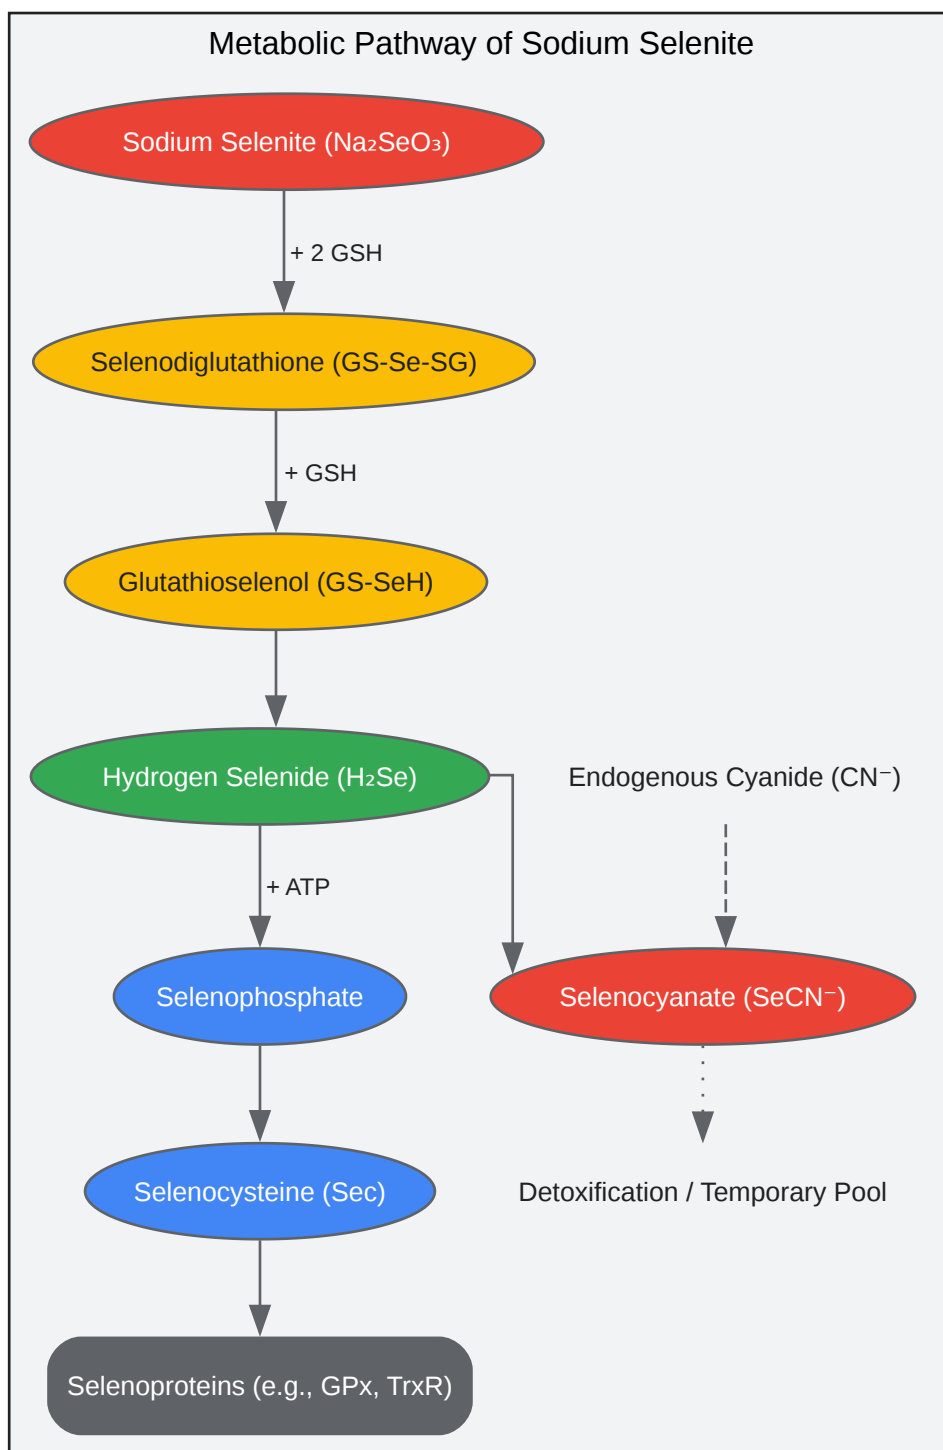 Metabolic Pathway of Sodium Selenite
Sodium Selenite (Na₂SeO₃)
+ 2 GSH
Selenodiglutathione (GS-Se-SG)
+ GSH
Glutathioselenol (GS-SeH)
Hydrogen Selenide (H₂Se)
Endogenous Cyanide (CN⁻)
+ ATP
Selenophosphate
Selenocyanate (SeCN⁻)
Selenocysteine (Sec)
Detoxification / Temporary Pool
Selenoproteins (e.g., GPx, TrxR)